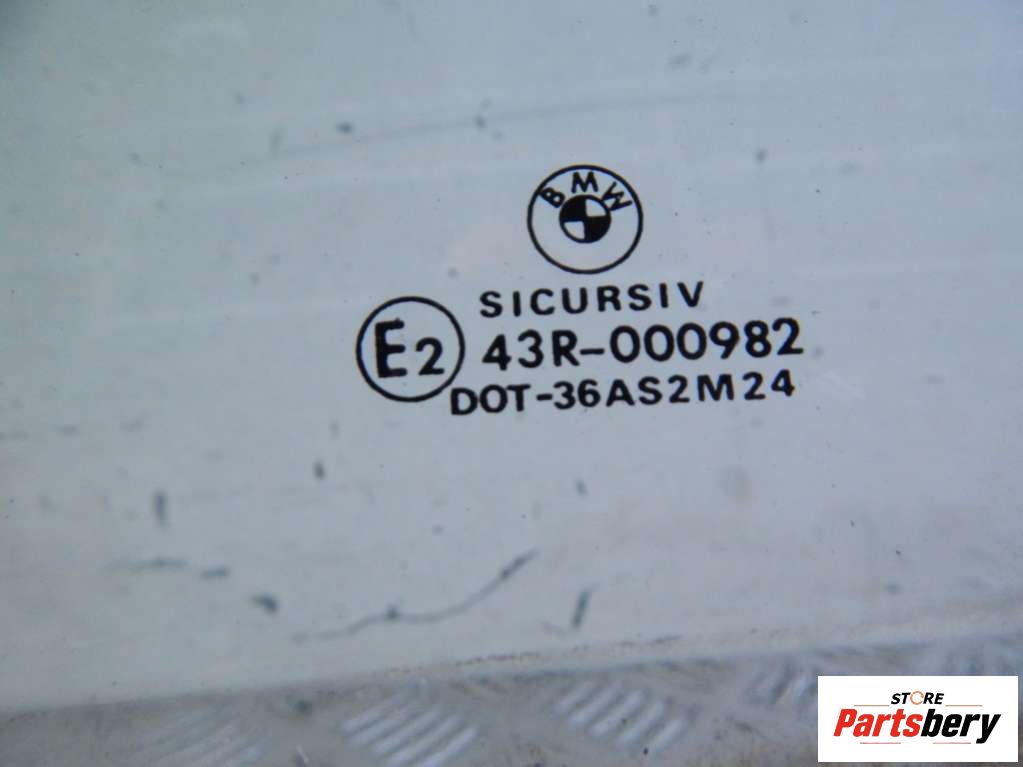 BMW
SICURSIV
E2 43R-000982
DOT-36AS2M24
STORE
Partsbery